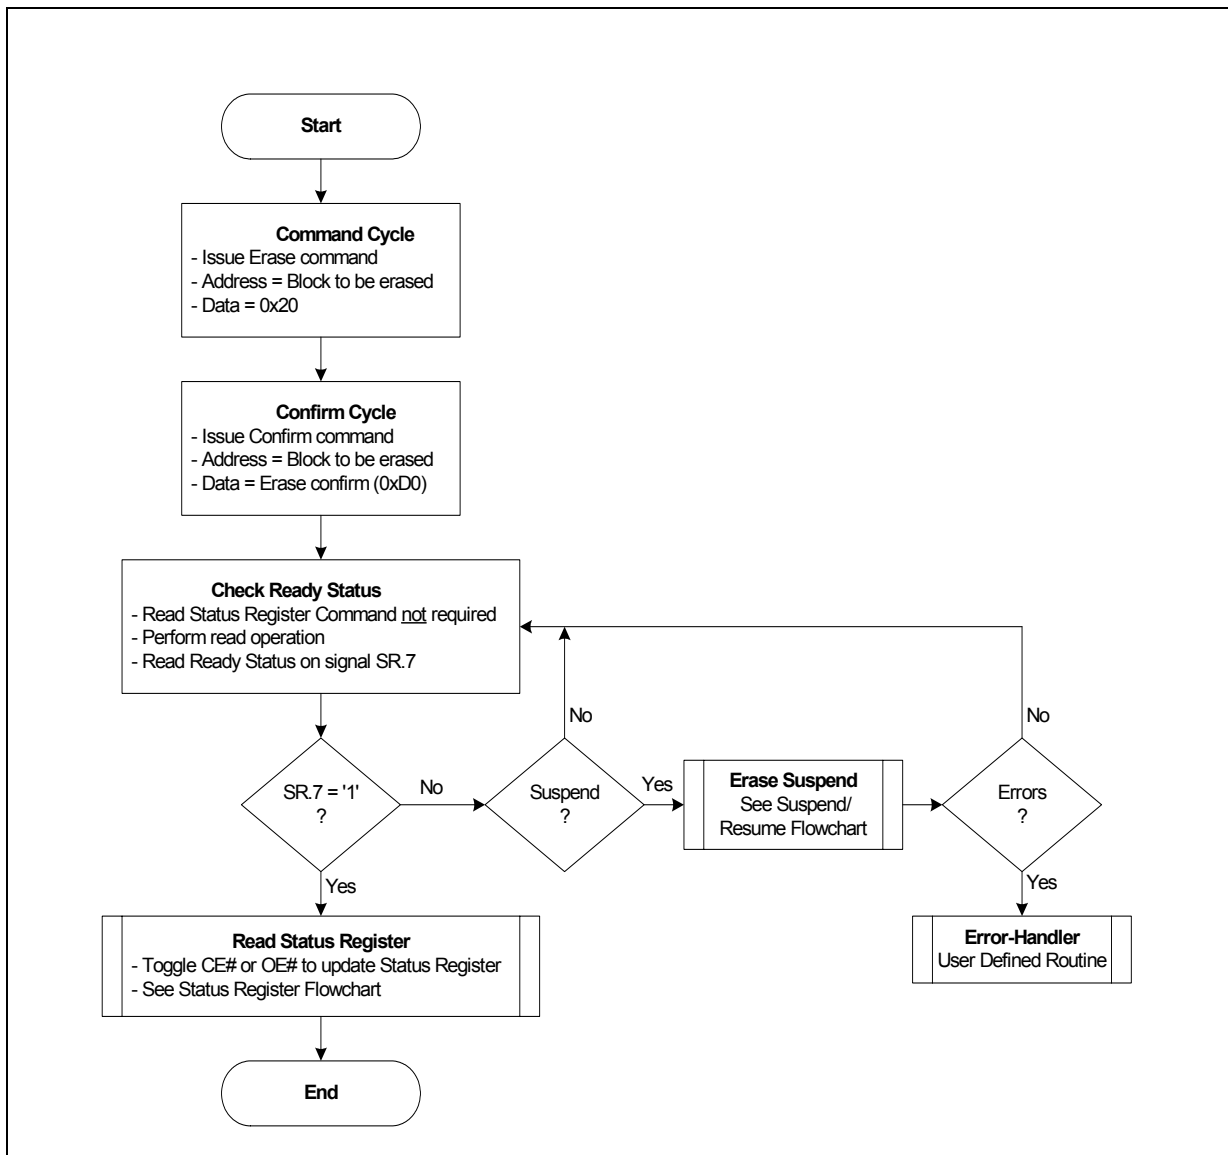 Start
Command Cycle
- Issue Erase command
- Address = Block to be erased
- Data = 0x20
Confirm Cycle
- Issue Confirm command
- Address = Block to be erased
- Data = Erase confirm (0xD0)
Check Ready Status
- Read Status Register Command not required
- Perform read operation
- Read Ready Status on signal SR.7
No
No
SR.7 = '1'
?
No
Suspend
?
Yes
Erase Suspend
See Suspend/
Resume Flowchart
Errors
?
Yes
Yes
Read Status Register
- Toggle CE# or OE# to update Status Register
- See Status Register Flowchart
Error-Handler
User Defined Routine
End